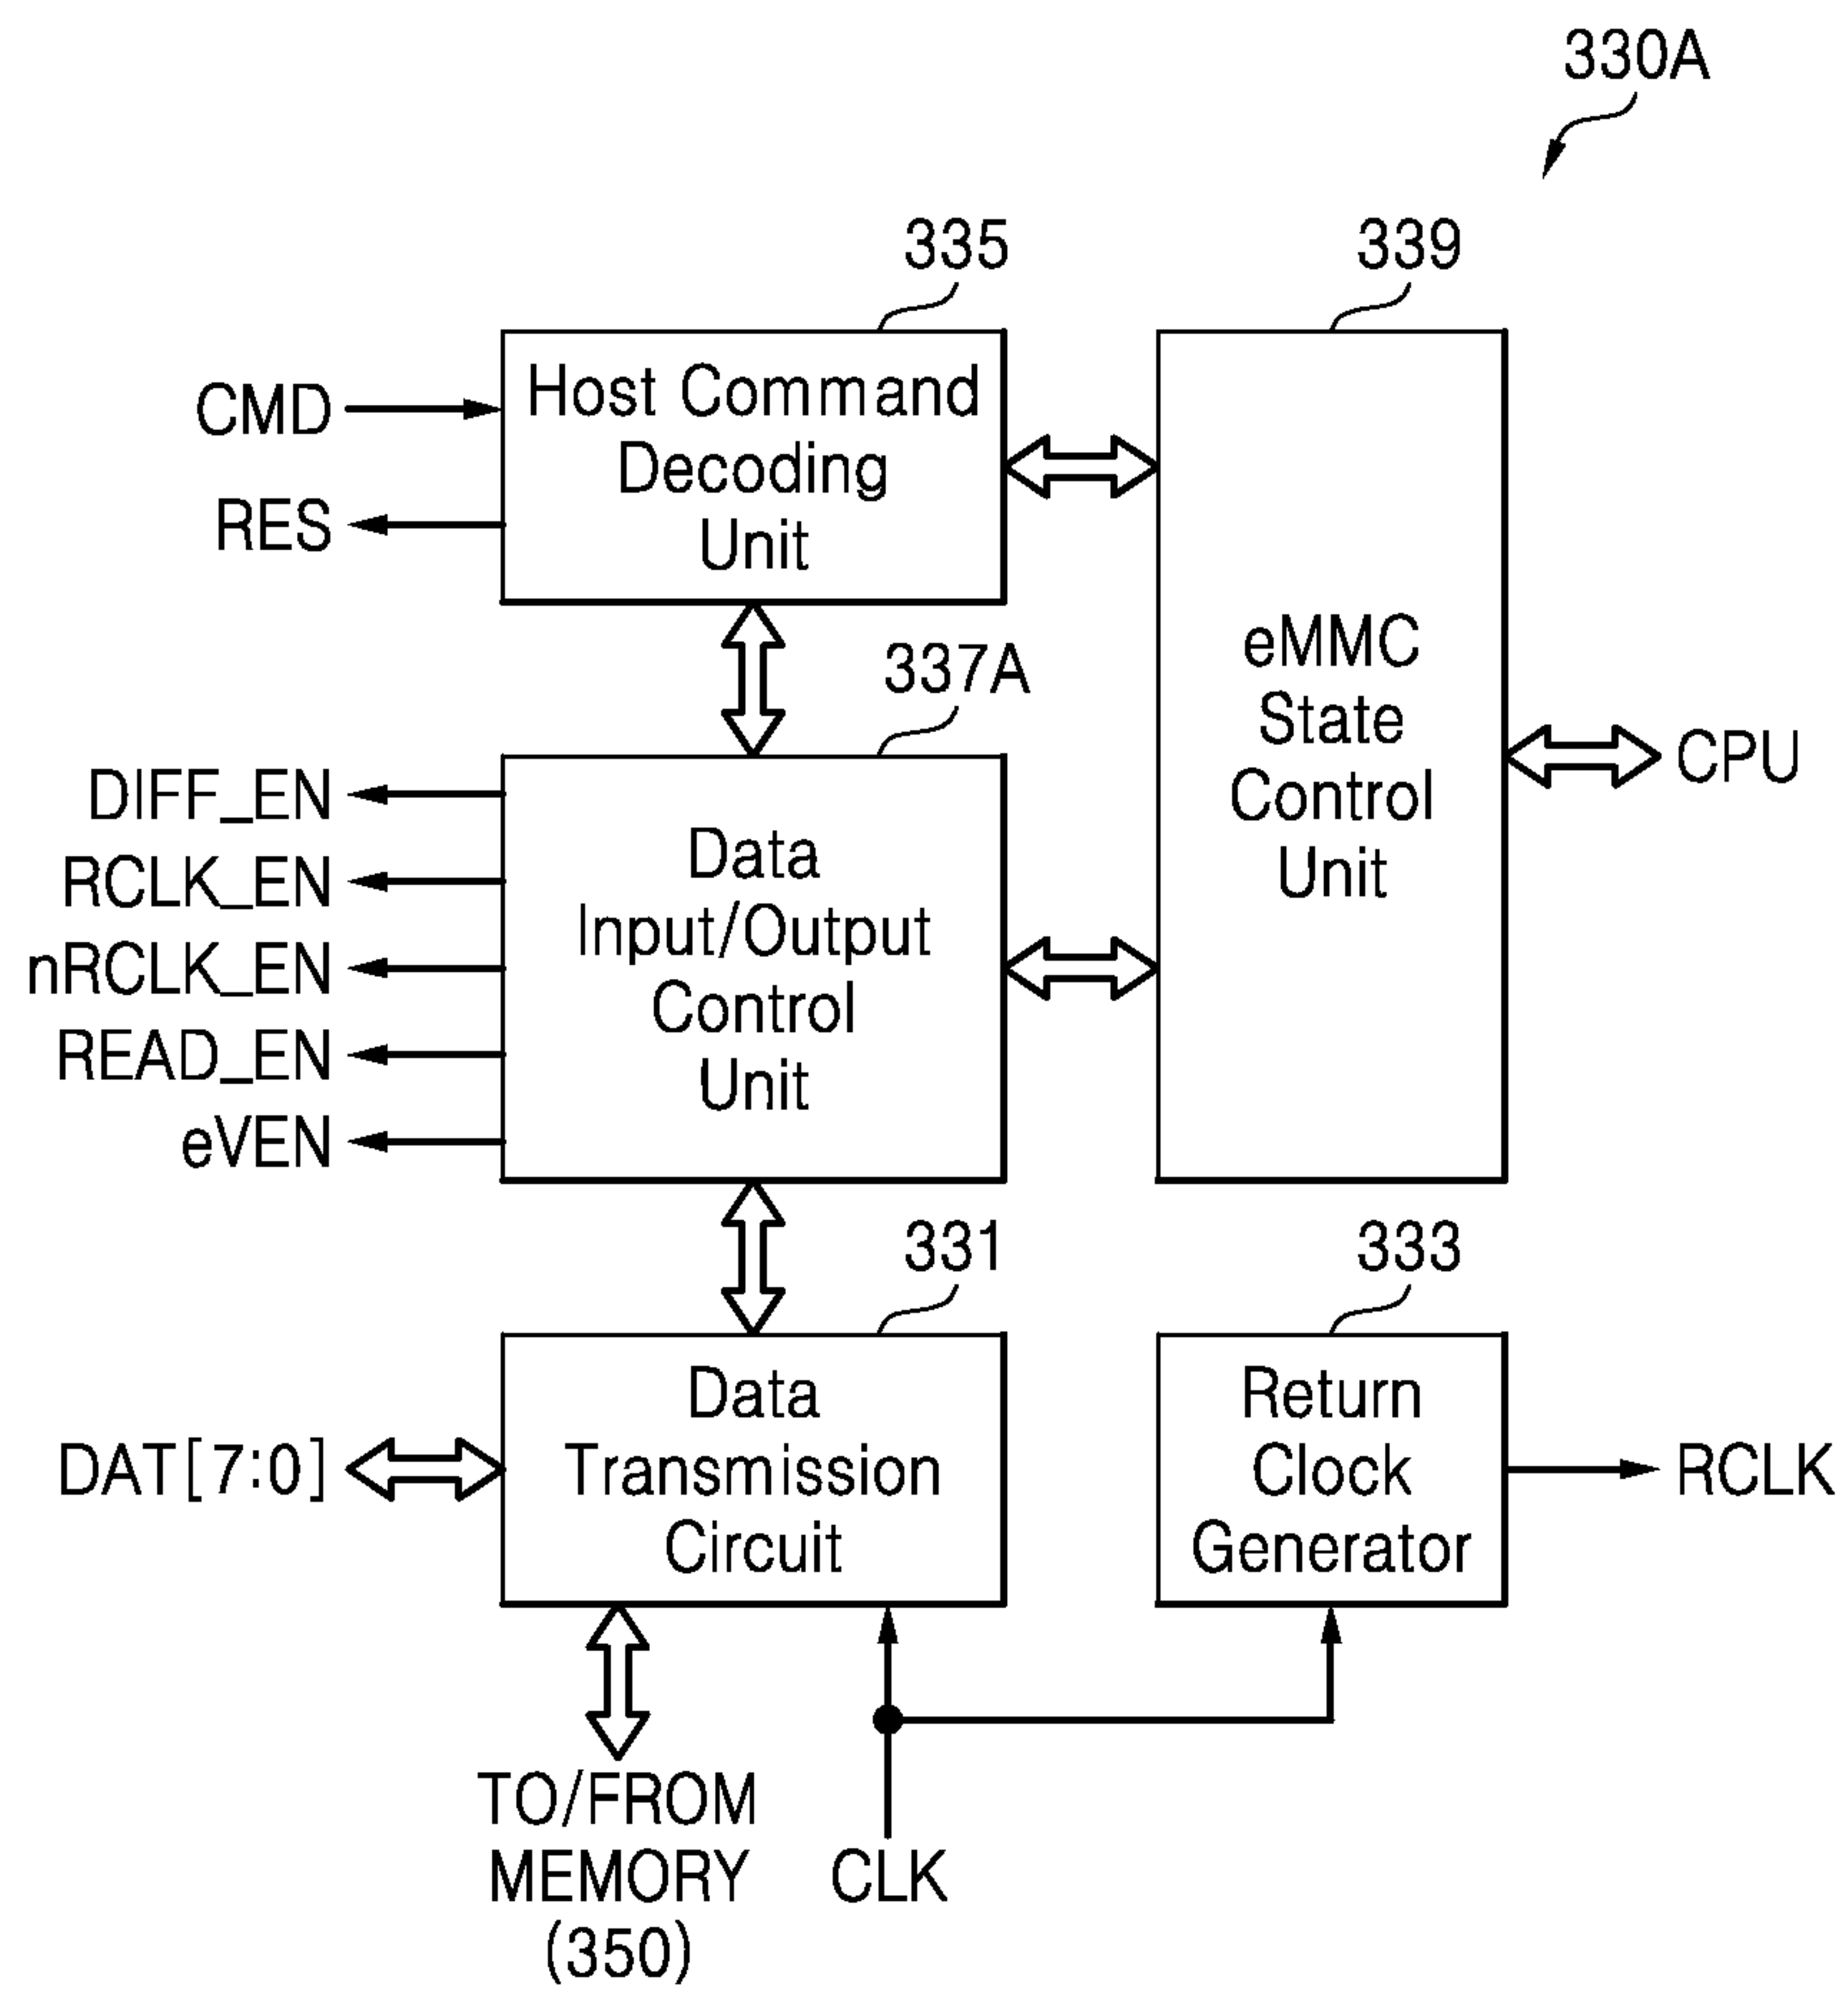 330A
335
339
Host Command
Decoding
Unit
CMD
RES
337A
eMMC
State
Control
Unit
CPU
DIFF_EN
RCLK_EN
nRCLK_EN
READ_EN
eVEN
Data
Input/Output
Control
Unit
331
333
Data
Transmission
Circuit
DAT[7:0]
Return
Clock
Generator
RCLK
TO/FROM
MEMORY
(350)
CLK